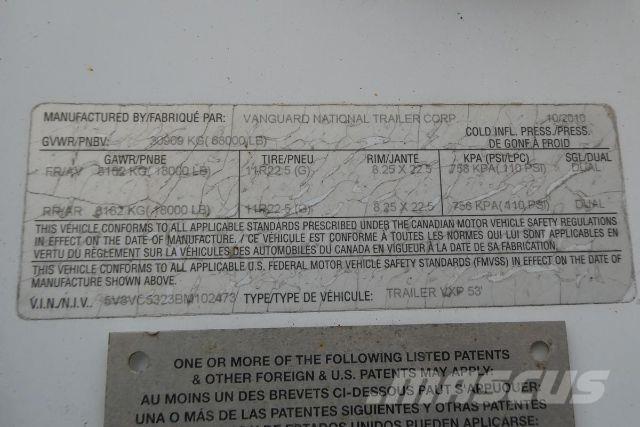 MANUFACTURED BY/FABRIQUÉ PAR: VANGUARD NATIONAL TRAILER CORP. 10/2010
GVWR/PNBV: 30909 KG( 68000 LB) COLD INFL. PRESS./PRESS. DE GONF À FROID
GAWR/PNBE TIRE/PNEU RIM/JANTE KPA (PSI/LPC) SGL/DUAL
FR/AV 8182 KG( 18000 LB) 11R22.5 (G) 8.25 X 22.5 758 KPA( 110 PSI) DUAL
RR/AR 8182 KG( 18000 LB) 11R22.5 (G) 8.25 X 22.5 758 KPA( 110 PSI) DUAL
THIS VEHICLE CONFORMS TO ALL APPLICABLE STANDARDS PRESCRIBED UNDER THE CANADIAN MOTOR VEHICLE SAFETY REGULATIONS
IN EFFECT ON THE DATE OF MANUFACTURE. / CE VÉHICULE EST CONFORME À TOUTES LES NORMES QUI LUI SONT APPLICABLES EN
VERTU DU RÈGLEMENT SUR LA VÉHICULES DES AUTOMOBILES DU CANADA EN VIGUEUR À LA DATE DE SA FABRICATION.
THIS VEHICLE CONFORMS TO ALL APPLICABLE U.S. FEDERAL MOTOR VEHICLE SAFETY STANDARDS (FMVSS) IN EFFECT ON THE DATE OF
MANUFACTURE SHOWN ABOVE.
V.I.N./N.I.V.. 5V8VC5323BM102473 TYPE/TYPE DE VÉHICULE: TRAILER VXP 53'
ONE OR MORE OF THE FOLLOWING LISTED PATENTS
& OTHER FOREIGN & U.S. PATENTS MAY APPLY:
AU MOINS UN DES BREVETS CI-DESSOUS PAUT S'APPLIQUER:
UNA O MÁS DE LAS PATENTES SIGUIENTES Y OTRAS PATENTES
DE ESTADOS UNIDOS PUEDEN APLICARSE:
MASCUS